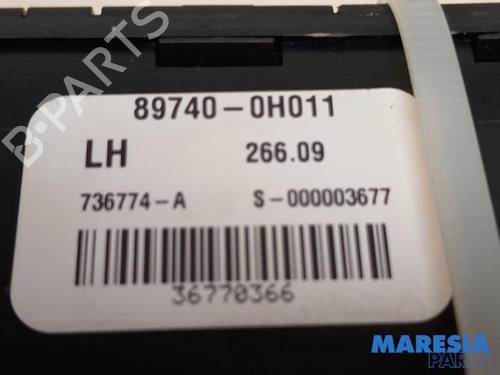 B-PARTS
89740-0H011
LH 266.09
736774-A S-000003677
36770366
MARESIA
PARTS